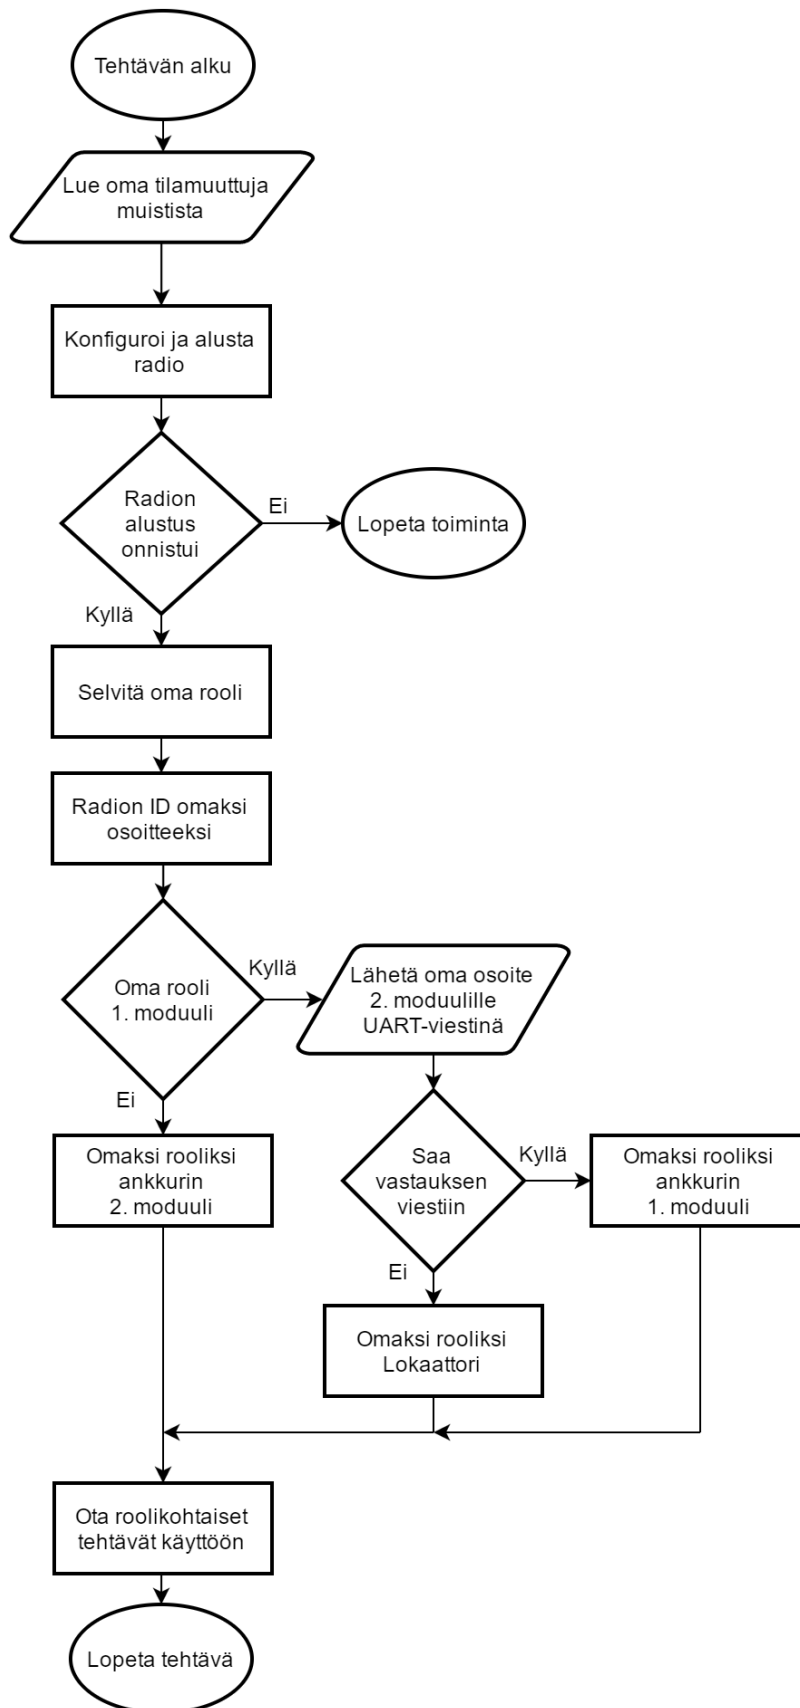 Tehtävän alku
Lue oma tilamuuttuja
muistista
Konfiguroi ja alusta
radio
Radion
alustus
onnistui
Ei
Lopeta toiminta
Kyllä
Selvitä oma rooli
Radion ID omaksi
osoitteeksi
Oma rooli
1. moduuli
Kyllä
Lähetä oma osoite
2. moduulille
UART-viestinä
Ei
Omaksi rooliksi
ankkurin
2. moduuli
Saa
vastauksen
viestiin
Kyllä
Omaksi rooliksi
ankkurin
1. moduuli
Ei
Omaksi rooliksi
Lokaattori
Ota roolikohtaiset
tehtävät käyttöön
Lopeta tehtävä